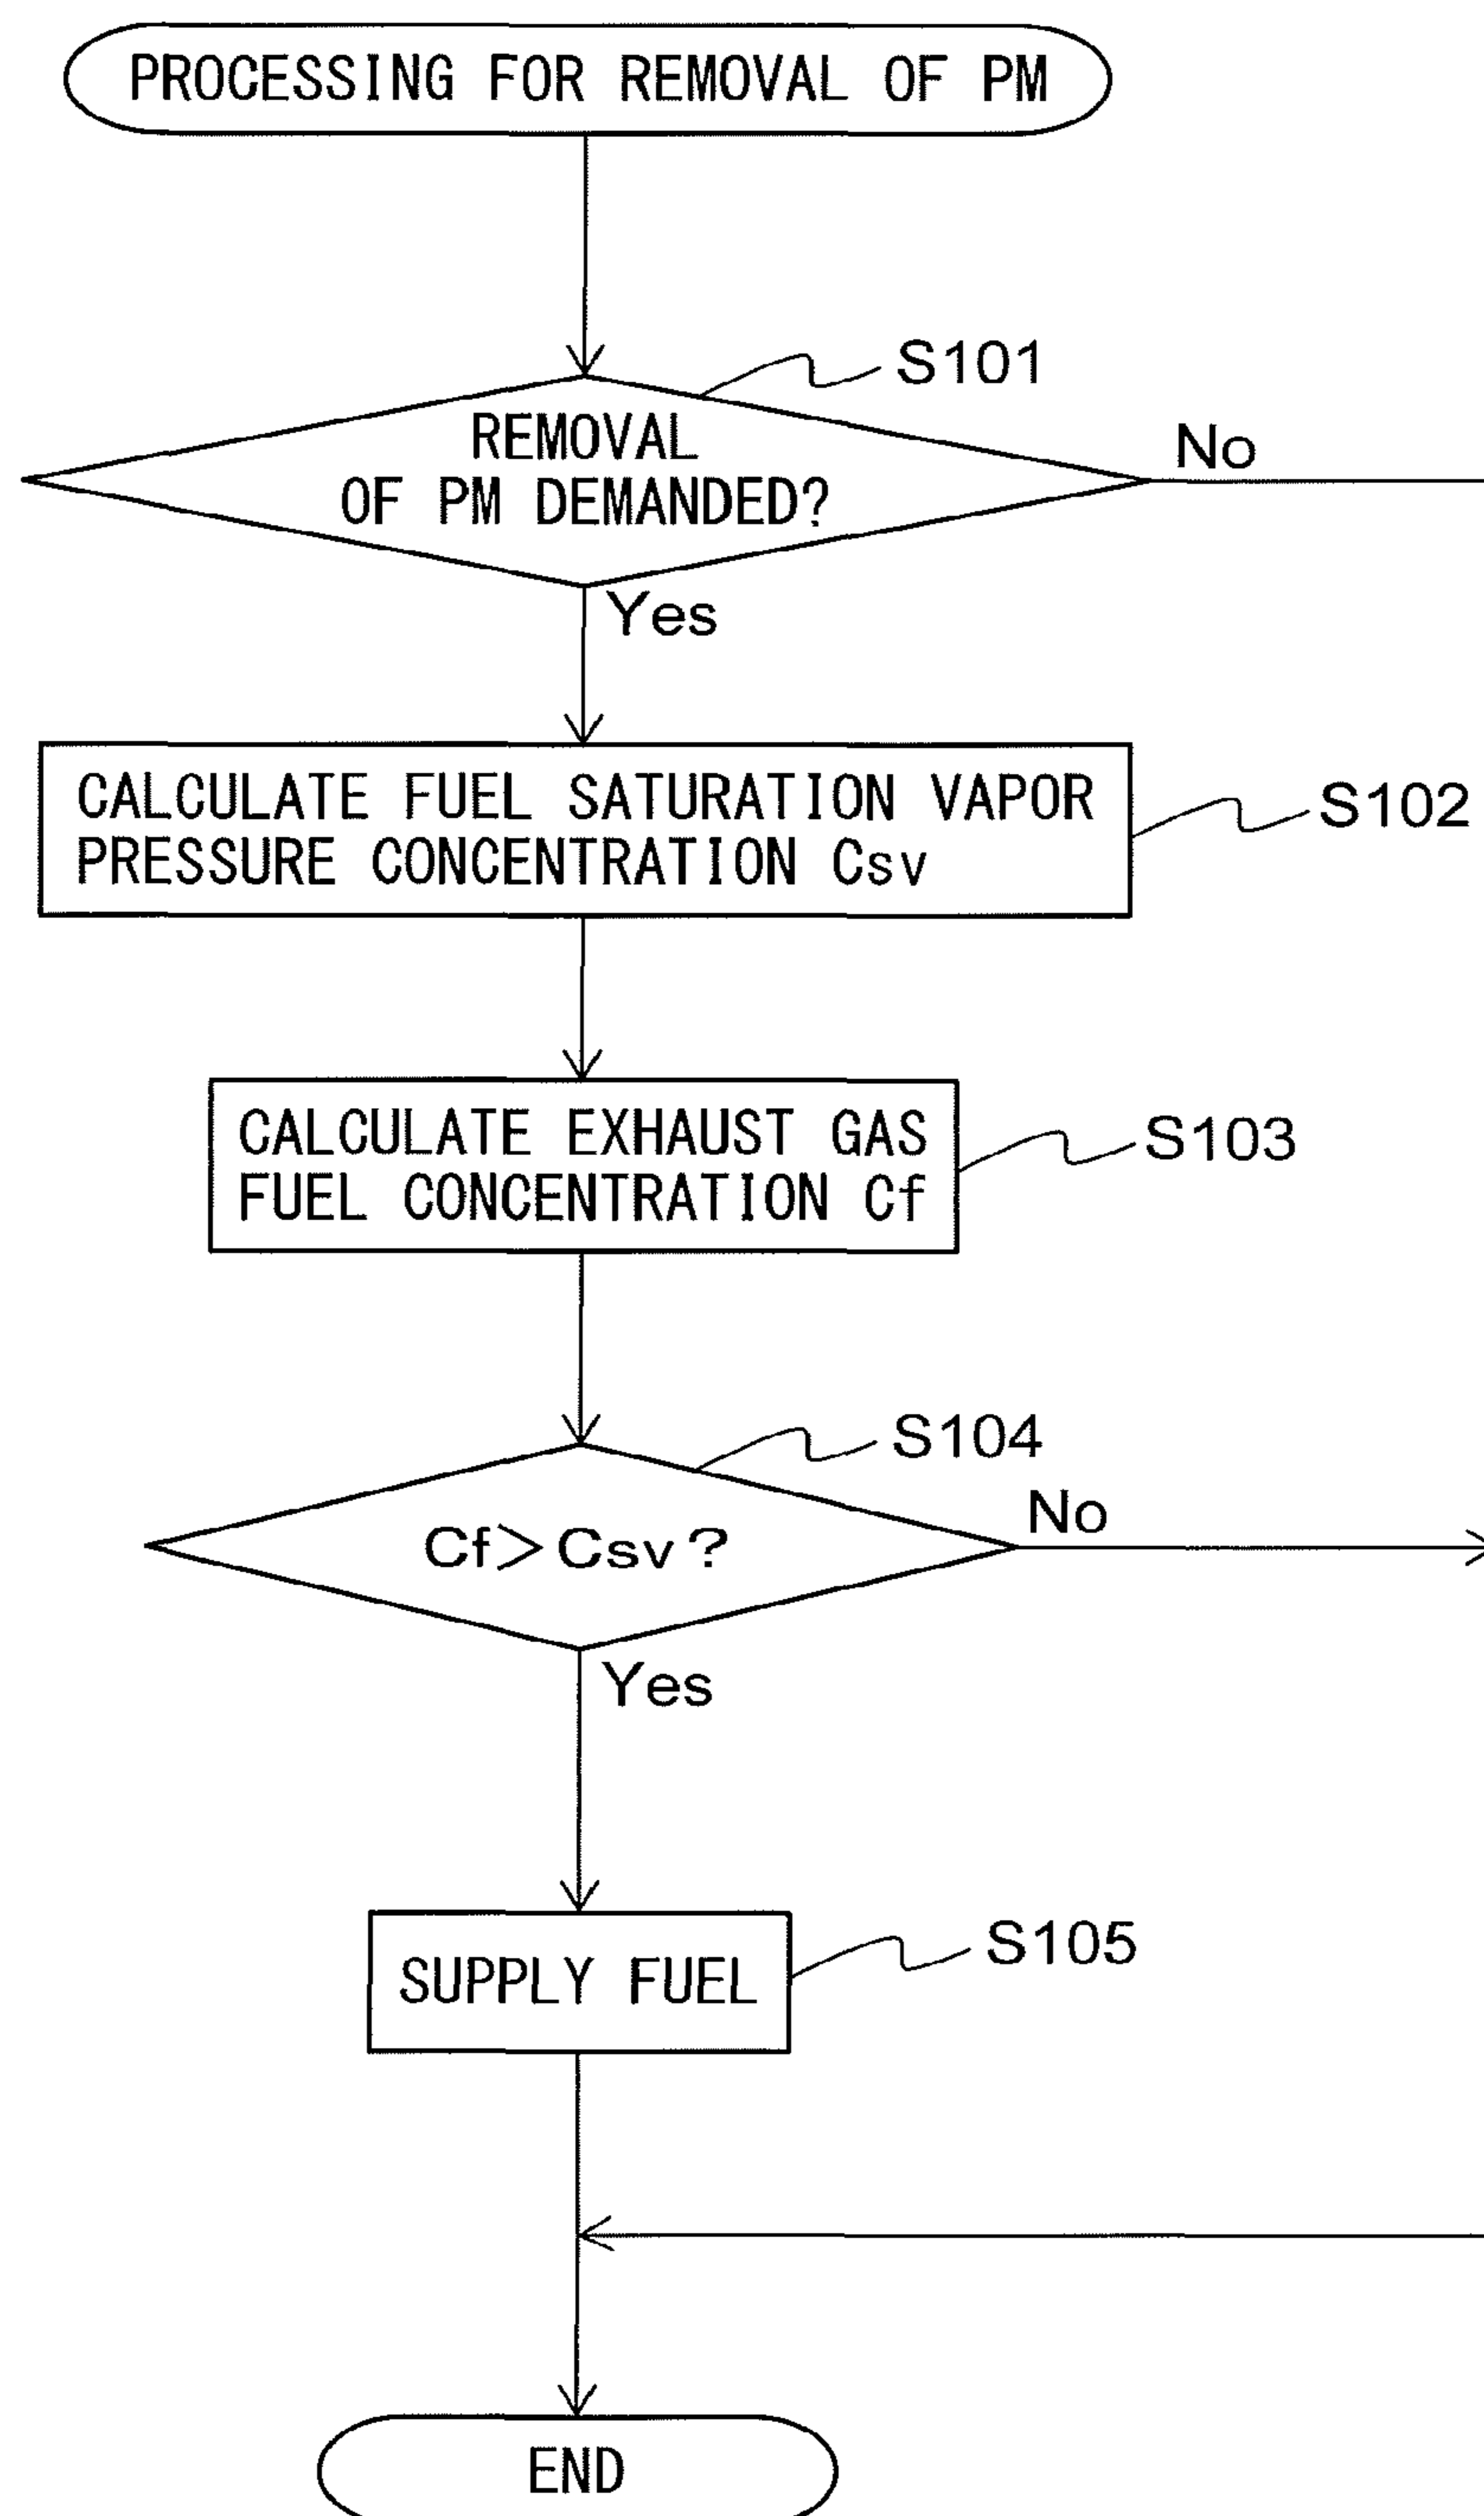 PROCESSING FOR REMOVAL OF PM
S101
REMOVAL
OF PM DEMANDED?
No
Yes
CALCULATE FUEL SATURATION VAPOR
PRESSURE CONCENTRATION Csv
S102
CALCULATE EXHAUST GAS
FUEL CONCENTRATION Cf
S103
S104
Cf>Csv?
No
Yes
SUPPLY FUEL
S105
END